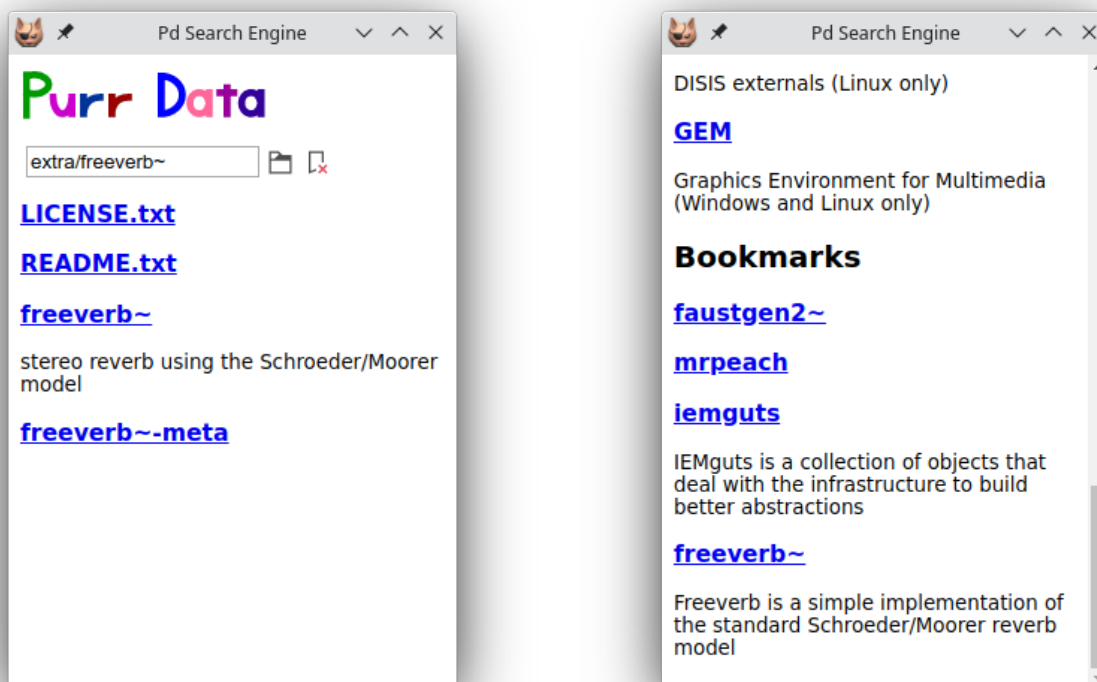 Pd Search Engine
Purr Data
extra/freeverb~
LICENSE.txt
README.txt
freeverb~
stereo reverb using the Schroeder/Moorer
model
freeverb~-meta
Pd Search Engine
DISIS externals (Linux only)
GEM
Graphics Environment for Multimedia
(Windows and Linux only)
Bookmarks
faustgen2~
mrpeach
iemguts
IEMguts is a collection of objects that
deal with the infrastructure to build
better abstractions
freeverb~
Freeverb is a simple implementation of
the standard Schroeder/Moorer reverb
model